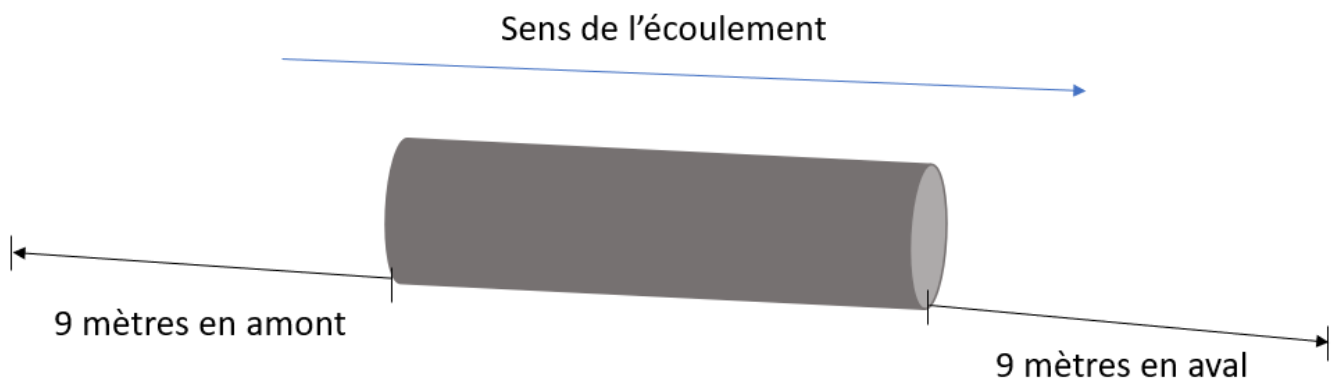 Sens de l’écoulement
9 mètres en amont
9 mètres en aval